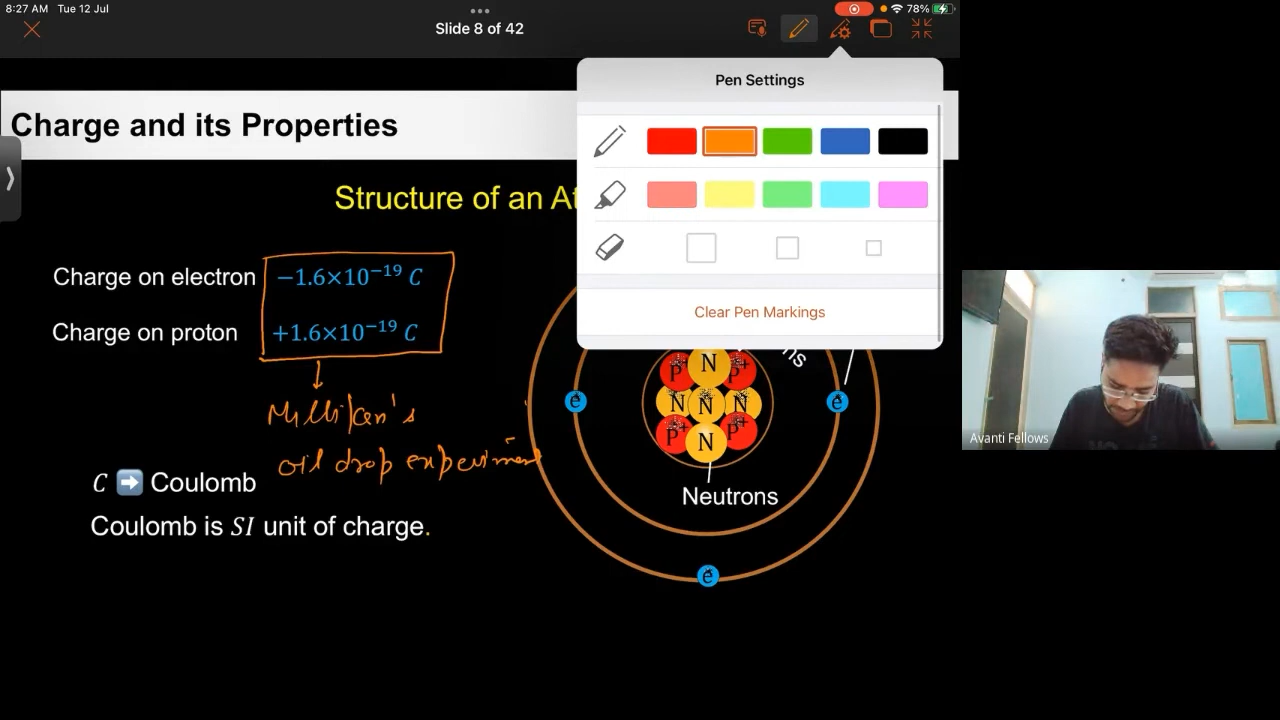 8:27 AM Tue 12 Jul
78%
Slide 8 of 42
Pen Settings
Clear Pen Markings
Charge and its Properties
Structure of an At
Charge on electron −1.6×10⁻¹⁹ C
Charge on proton +1.6×10⁻¹⁹ C
Millikan's
oil drop experiment
C ➡ Coulomb
Coulomb is SI unit of charge.
ns
P⁺ N P⁺
e N N N e
P⁺ N P⁺
Neutrons
e
Avanti Fellows